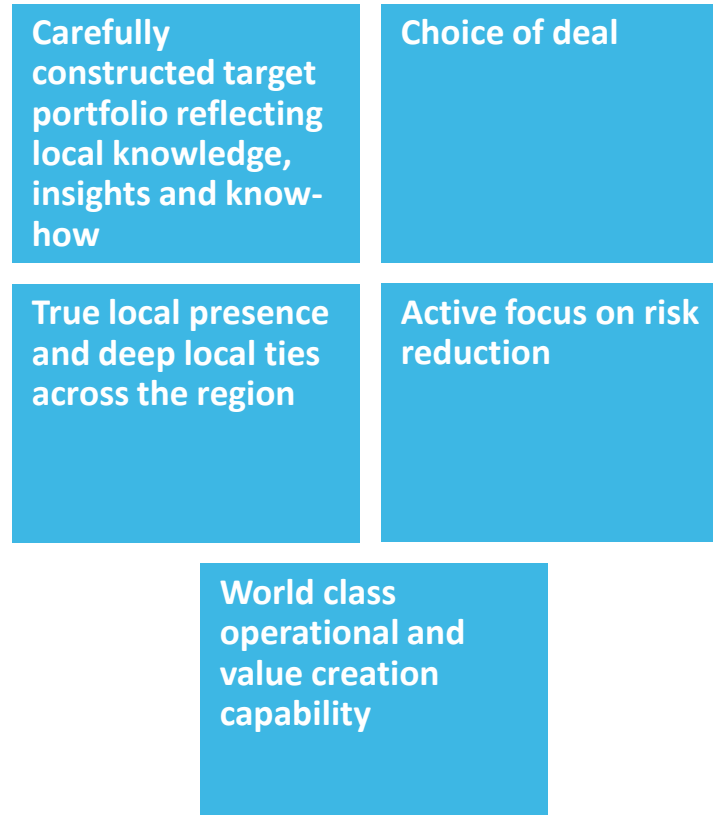 Carefully
constructed target
portfolio reflecting
local knowledge,
insights and know-
how
Choice of deal
True local presence
and deep local ties
across the region
Active focus on risk
reduction
World class
operational and
value creation
capability